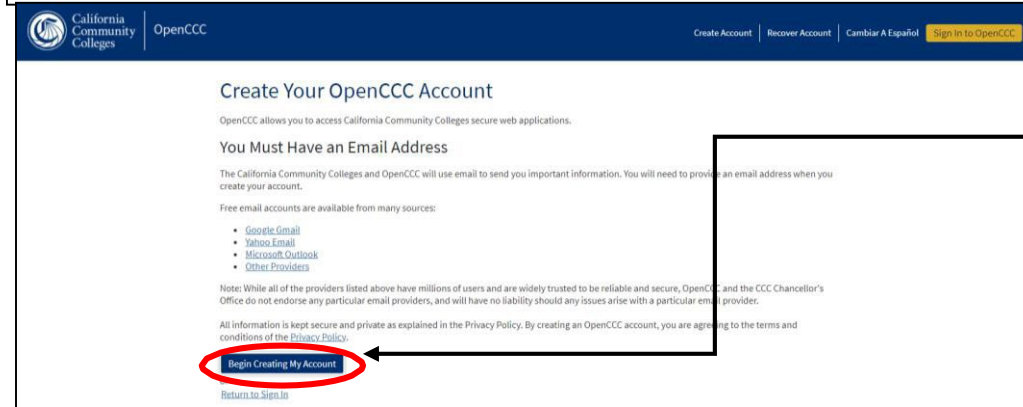 California
Community
Colleges
OpenCCC
Create Account
Recover Account
Cambiar A Español
Sign In to OpenCCC
Create Your OpenCCC Account
OpenCCC allows you to access California Community Colleges secure web applications.
You Must Have an Email Address
The California Community Colleges and OpenCCC will use email to send you important information. You will need to provide an email address when you
create your account.
Free email accounts are available from many sources:
Google Gmail
Yahoo Email
Microsoft Outlook
Other Providers
Note: While all of the providers listed above have millions of users and are widely trusted to be reliable and secure, OpenCCC and the CCC Chancellor's
Office do not endorse any particular email providers, and will have no liability should any issues arise with a particular email provider.
All information is kept secure and private as explained in the Privacy Policy. By creating an OpenCCC account, you are agreeing to the terms and
conditions of the Privacy Policy.
Begin Creating My Account
Return to Sign In